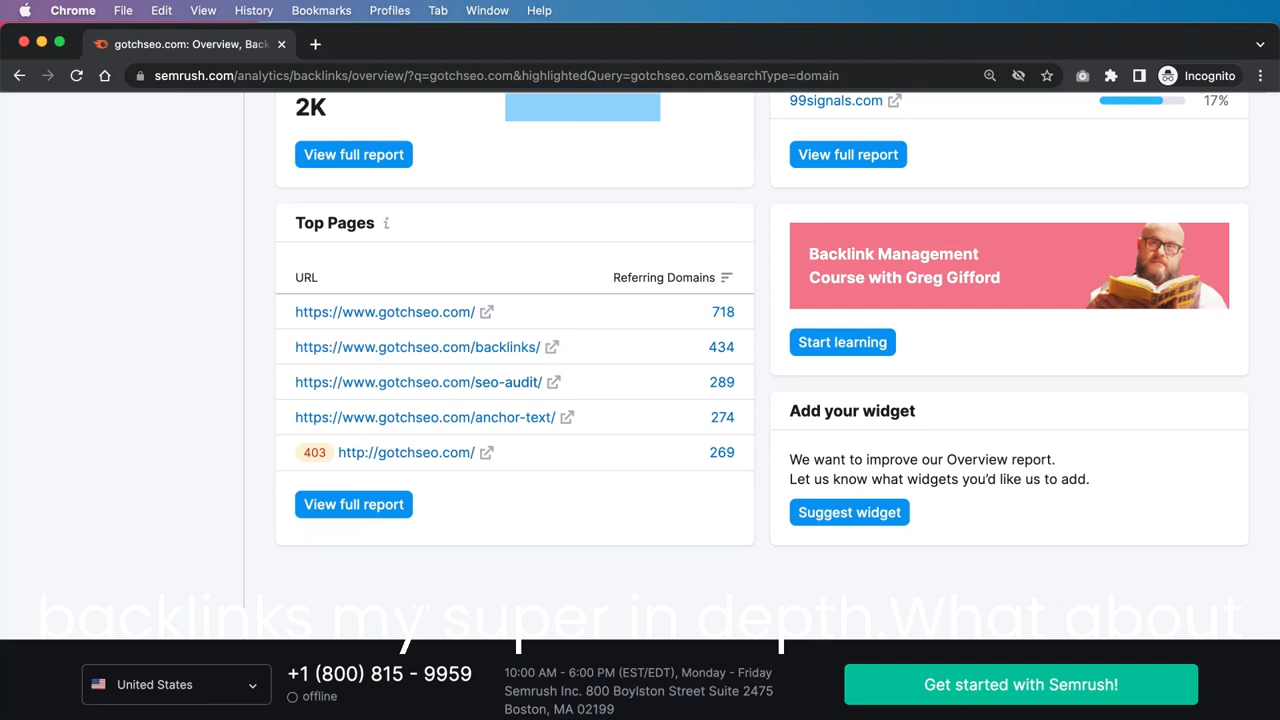 Chrome File Edit View History Bookmarks Profiles Tab Window Help
gotchseo.com: Overview, Back
semrush.com/analytics/backlinks/overview/?q=gotchseo.com&highlightedQuery=gotchseo.com&searchType=domain
Incognito
2K
View full report
99signals.com 17%
View full report
Top Pages
URL Referring Domains
https://www.gotchseo.com/ 718
https://www.gotchseo.com/backlinks/ 434
https://www.gotchseo.com/seo-audit/ 289
https://www.gotchseo.com/anchor-text/ 274
403 http://gotchseo.com/ 269
View full report
Backlink Management
Course with Greg Gifford
Start learning
Add your widget
We want to improve our Overview report.
Let us know what widgets you'd like us to add.
Suggest widget
backlinks my super in depth.What about
United States
+1 (800) 815 - 9959
offline
10:00 AM - 6:00 PM (EST/EDT), Monday - Friday
Semrush Inc. 800 Boylston Street Suite 2475
Boston, MA 02199
Get started with Semrush!